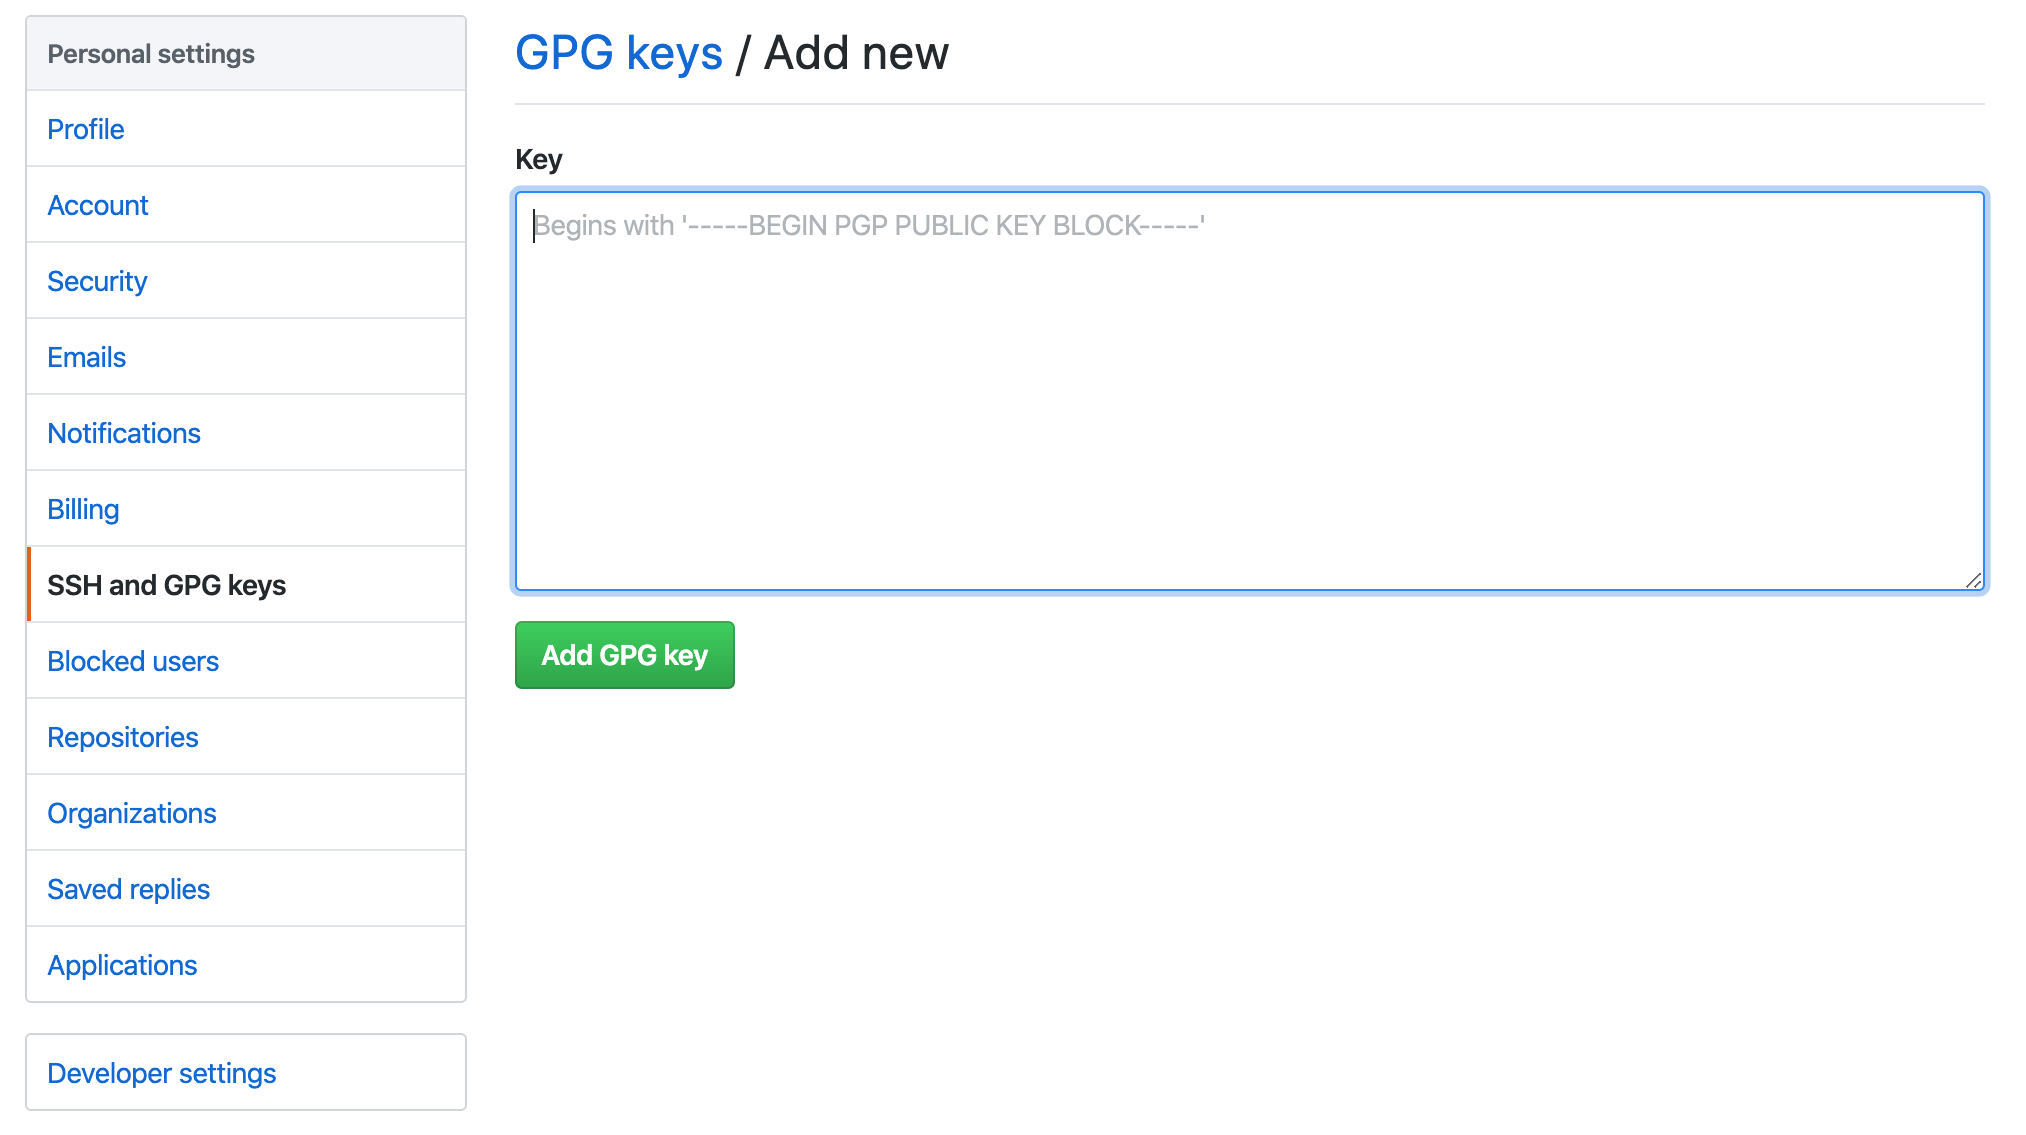 Personal settings
Profile
Account
Security
Emails
Notifications
Billing
SSH and GPG keys
Blocked users
Repositories
Organizations
Saved replies
Applications
Developer settings
GPG keys / Add new
Key
Begins with '-----BEGIN PGP PUBLIC KEY BLOCK-----'
Add GPG key